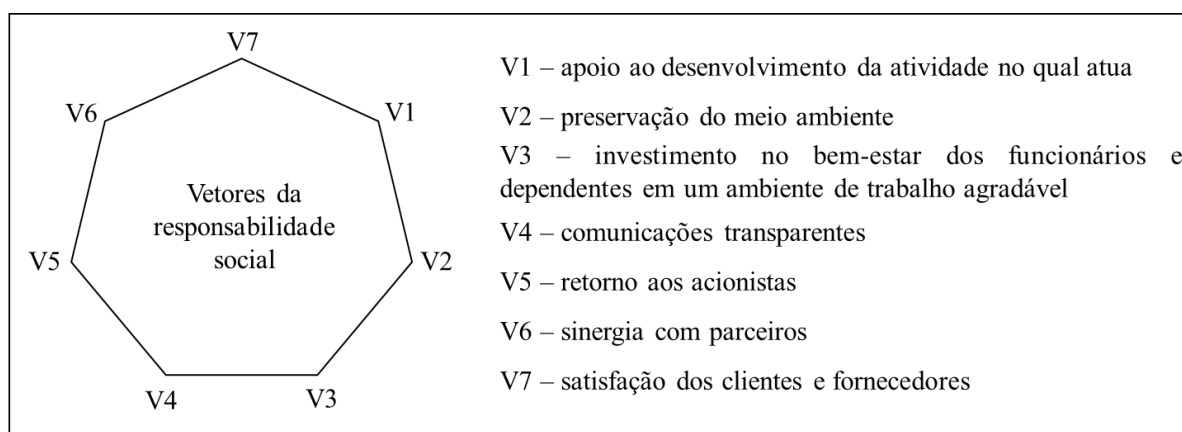 V7
V6
V1
Vetores da
responsabilidade
social
V5
V2
V4
V3
V1 – apoio ao desenvolvimento da atividade no qual atua
V2 – preservação do meio ambiente
V3 – investimento no bem-estar dos funcionários e
dependentes em um ambiente de trabalho agradável
V4 – comunicações transparentes
V5 – retorno aos acionistas
V6 – sinergia com parceiros
V7 – satisfação dos clientes e fornecedores